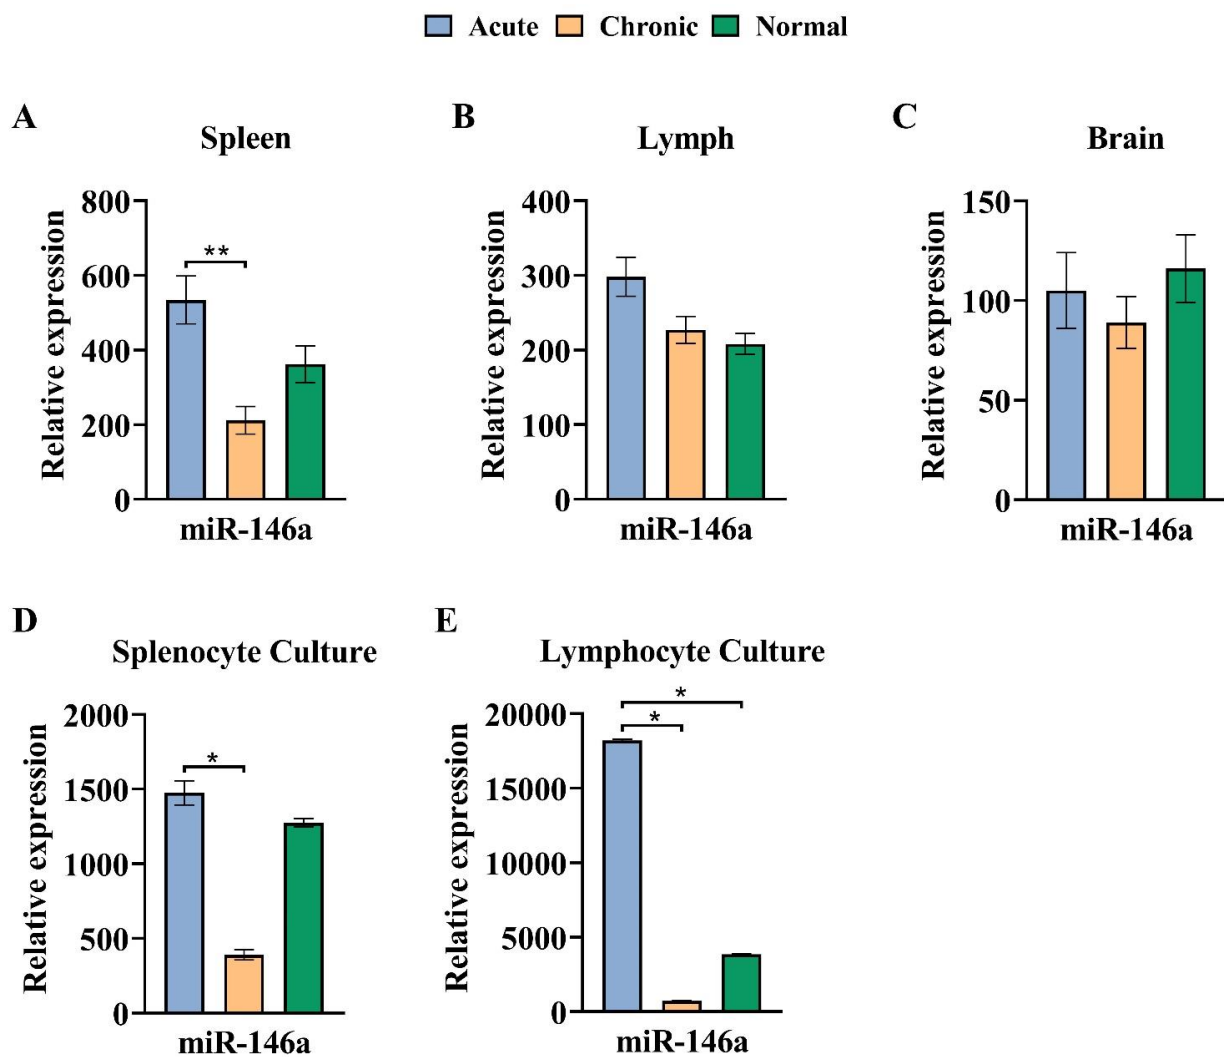 Acute Chronic Normal
A
Spleen
Relative expression
800
600
400
200
0
**
miR-146a
B
Lymph
Relative expression
400
300
200
100
0
miR-146a
C
Brain
Relative expression
150
100
50
0
miR-146a
D
Splenocyte Culture
Relative expression
2000
1500
1000
500
0
*
miR-146a
E
Lymphocyte Culture
Relative expression
20000
15000
10000
5000
0
*
*
miR-146a